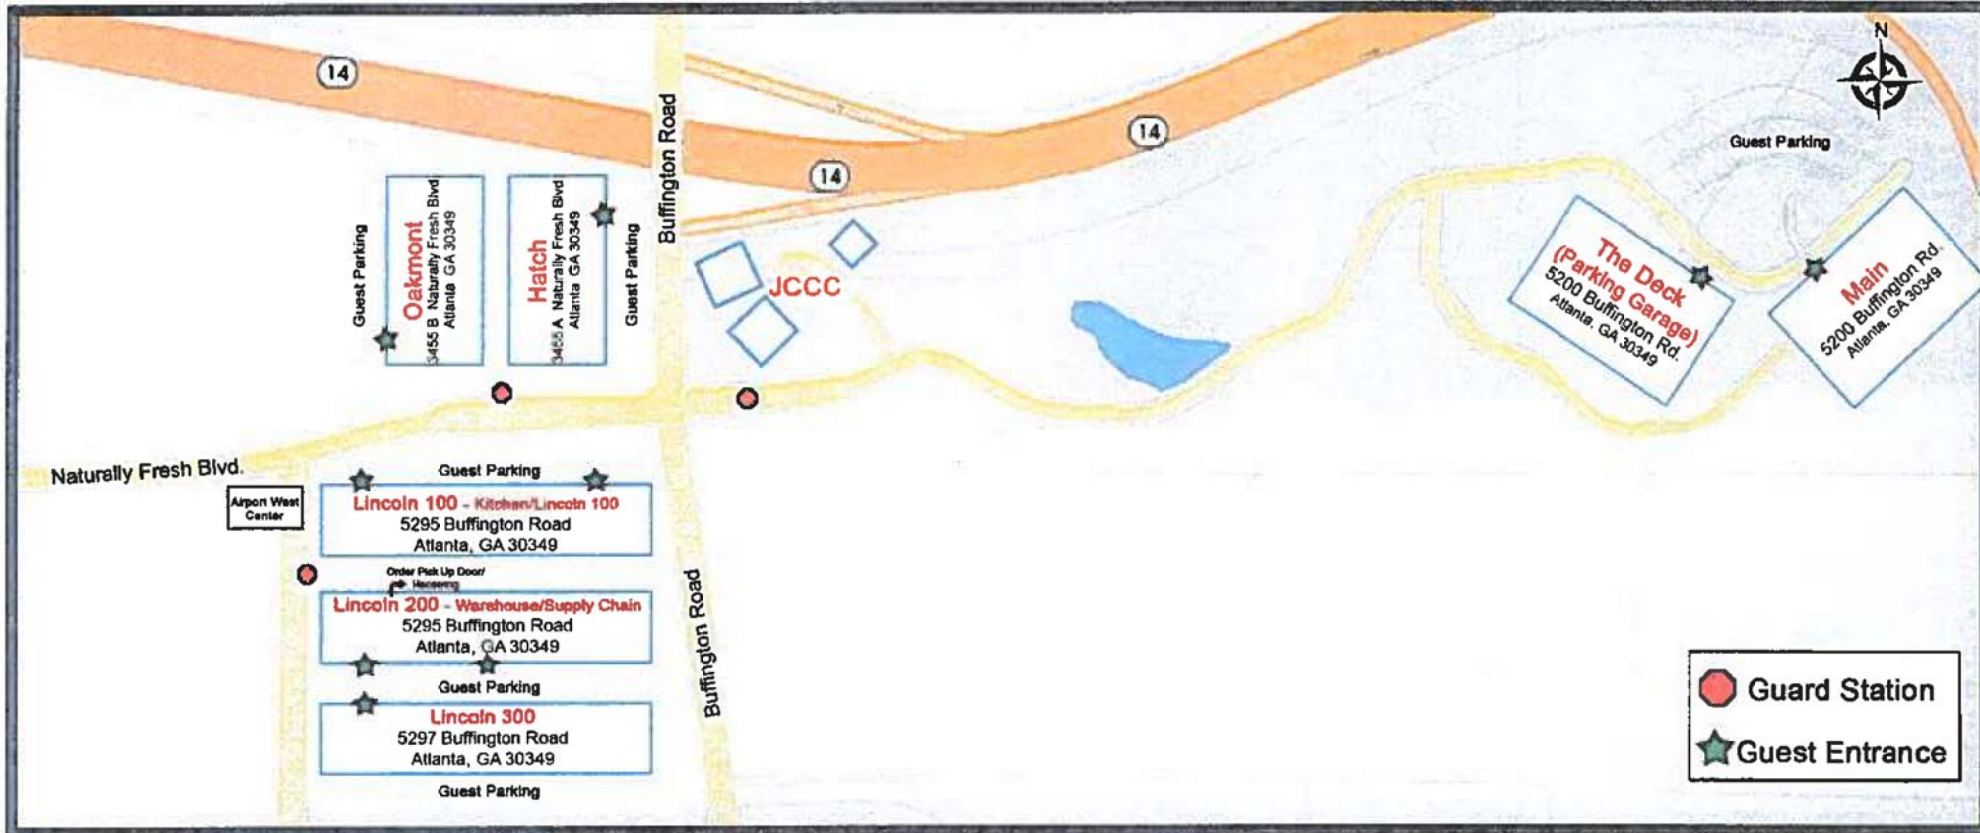 14
14
14
N
Buffington Road
Guest Parking
Guest Parking
Oakmont
3455 B Naturally Fresh Blvd
Atlanta GA 30349
Hatch
3455 A Naturally Fresh Blvd
Atlanta GA 30349
Guest Parking
JCCC
The Deck
(Parking Garage)
5200 Buffington Rd.
Atlanta, GA 30349
Main
5200 Buffington Rd.
Atlanta, GA 30349
Naturally Fresh Blvd.
Airport West
Center
Guest Parking
Lincoln 100 - Kitchen/Lincoln 100
5295 Buffington Road
Atlanta, GA 30349
Order Pick Up Door/
Lincoln 200 - Warehouse/Supply Chain
5295 Buffington Road
Atlanta, GA 30349
Guest Parking
Lincoln 300
5297 Buffington Road
Atlanta, GA 30349
Guest Parking
Buffington Road
Guard Station
Guest Entrance